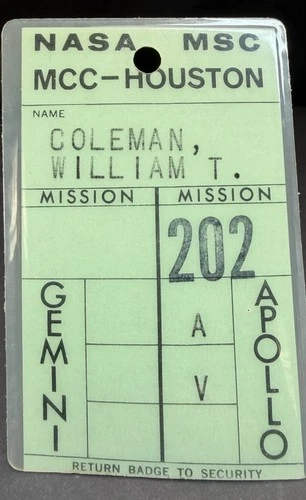 NASA MSC
MCC-HOUSTON
NAME
COLEMAN,
WILLIAM T.
MISSION MISSION
202
GEMINI
A
V
APOLLO
RETURN BADGE TO SECURITY